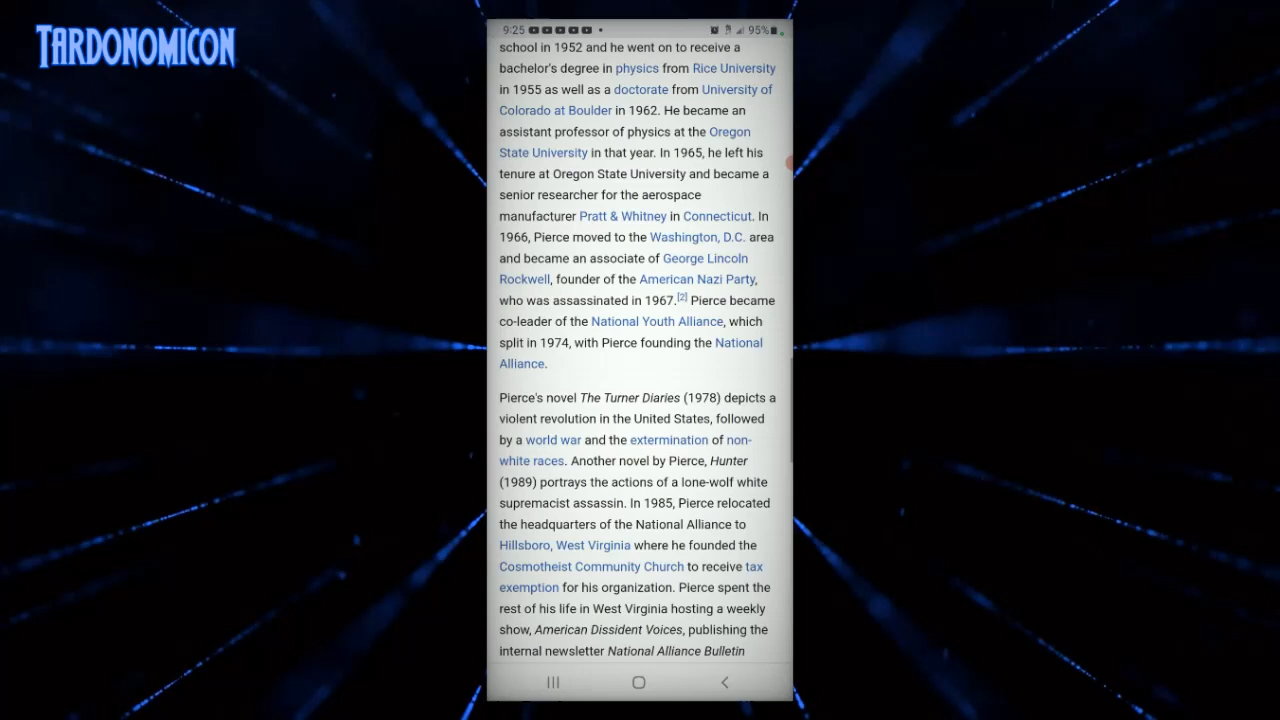 TARDONOMICON
9:25
95%
school in 1952 and he went on to receive a
bachelor's degree in physics from Rice University
in 1955 as well as a doctorate from University of
Colorado at Boulder in 1962. He became an
assistant professor of physics at the Oregon
State University in that year. In 1965, he left his
tenure at Oregon State University and became a
senior researcher for the aerospace
manufacturer Pratt & Whitney in Connecticut. In
1966, Pierce moved to the Washington, D.C. area
and became an associate of George Lincoln
Rockwell, founder of the American Nazi Party,
who was assassinated in 1967.[2] Pierce became
co-leader of the National Youth Alliance, which
split in 1974, with Pierce founding the National
Alliance.
Pierce's novel The Turner Diaries (1978) depicts a
violent revolution in the United States, followed
by a world war and the extermination of non-
white races. Another novel by Pierce, Hunter
(1989) portrays the actions of a lone-wolf white
supremacist assassin. In 1985, Pierce relocated
the headquarters of the National Alliance to
Hillsboro, West Virginia where he founded the
Cosmotheist Community Church to receive tax
exemption for his organization. Pierce spent the
rest of his life in West Virginia hosting a weekly
show, American Dissident Voices, publishing the
internal newsletter National Alliance Bulletin